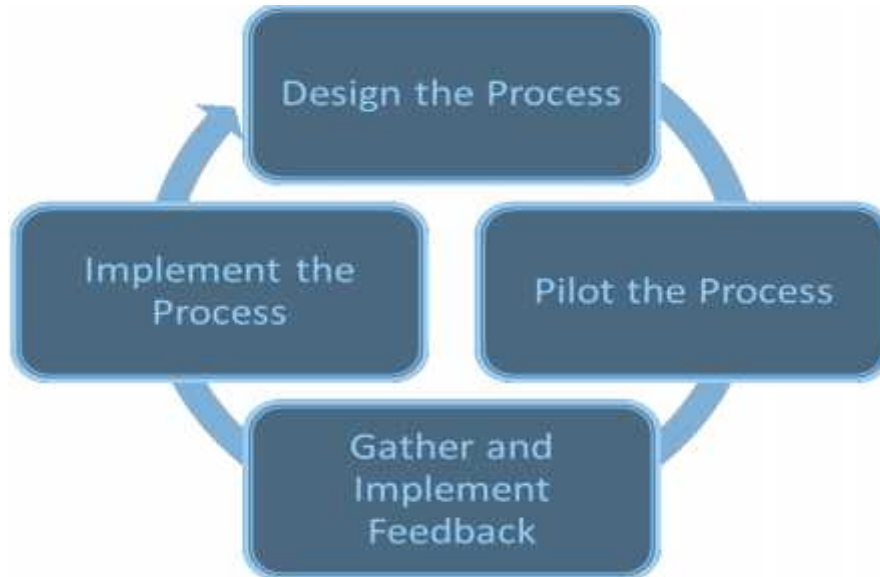 Design the Process
Pilot the Process
Gather and
Implement
Feedback
Implement the
Process